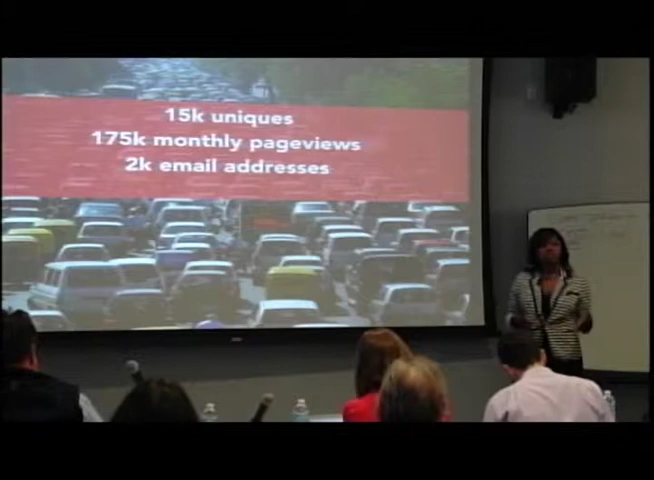 15k uniques
175k monthly pageviews
2k email addresses